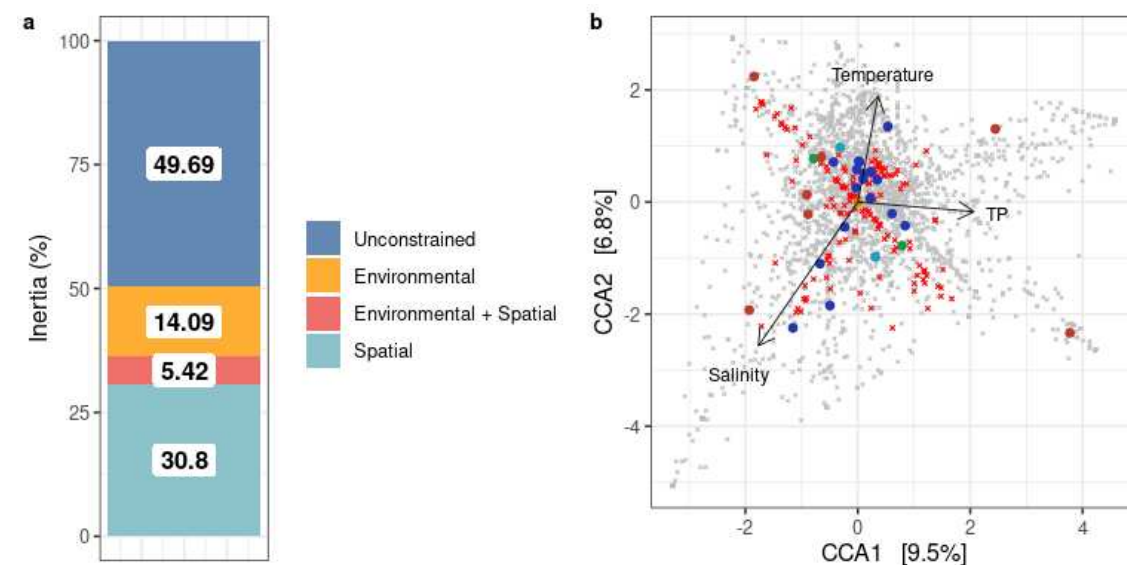 a
100
75
50
25
0
Inertia (%)
49.69
14.09
5.42
30.8
Unconstrained
Environmental
Environmental + Spatial
Spatial
b
2
0
-2
-4
CCA2 [6.8%]
Temperature
TP
Salinity
-2
0
2
4
CCA1 [9.5%]